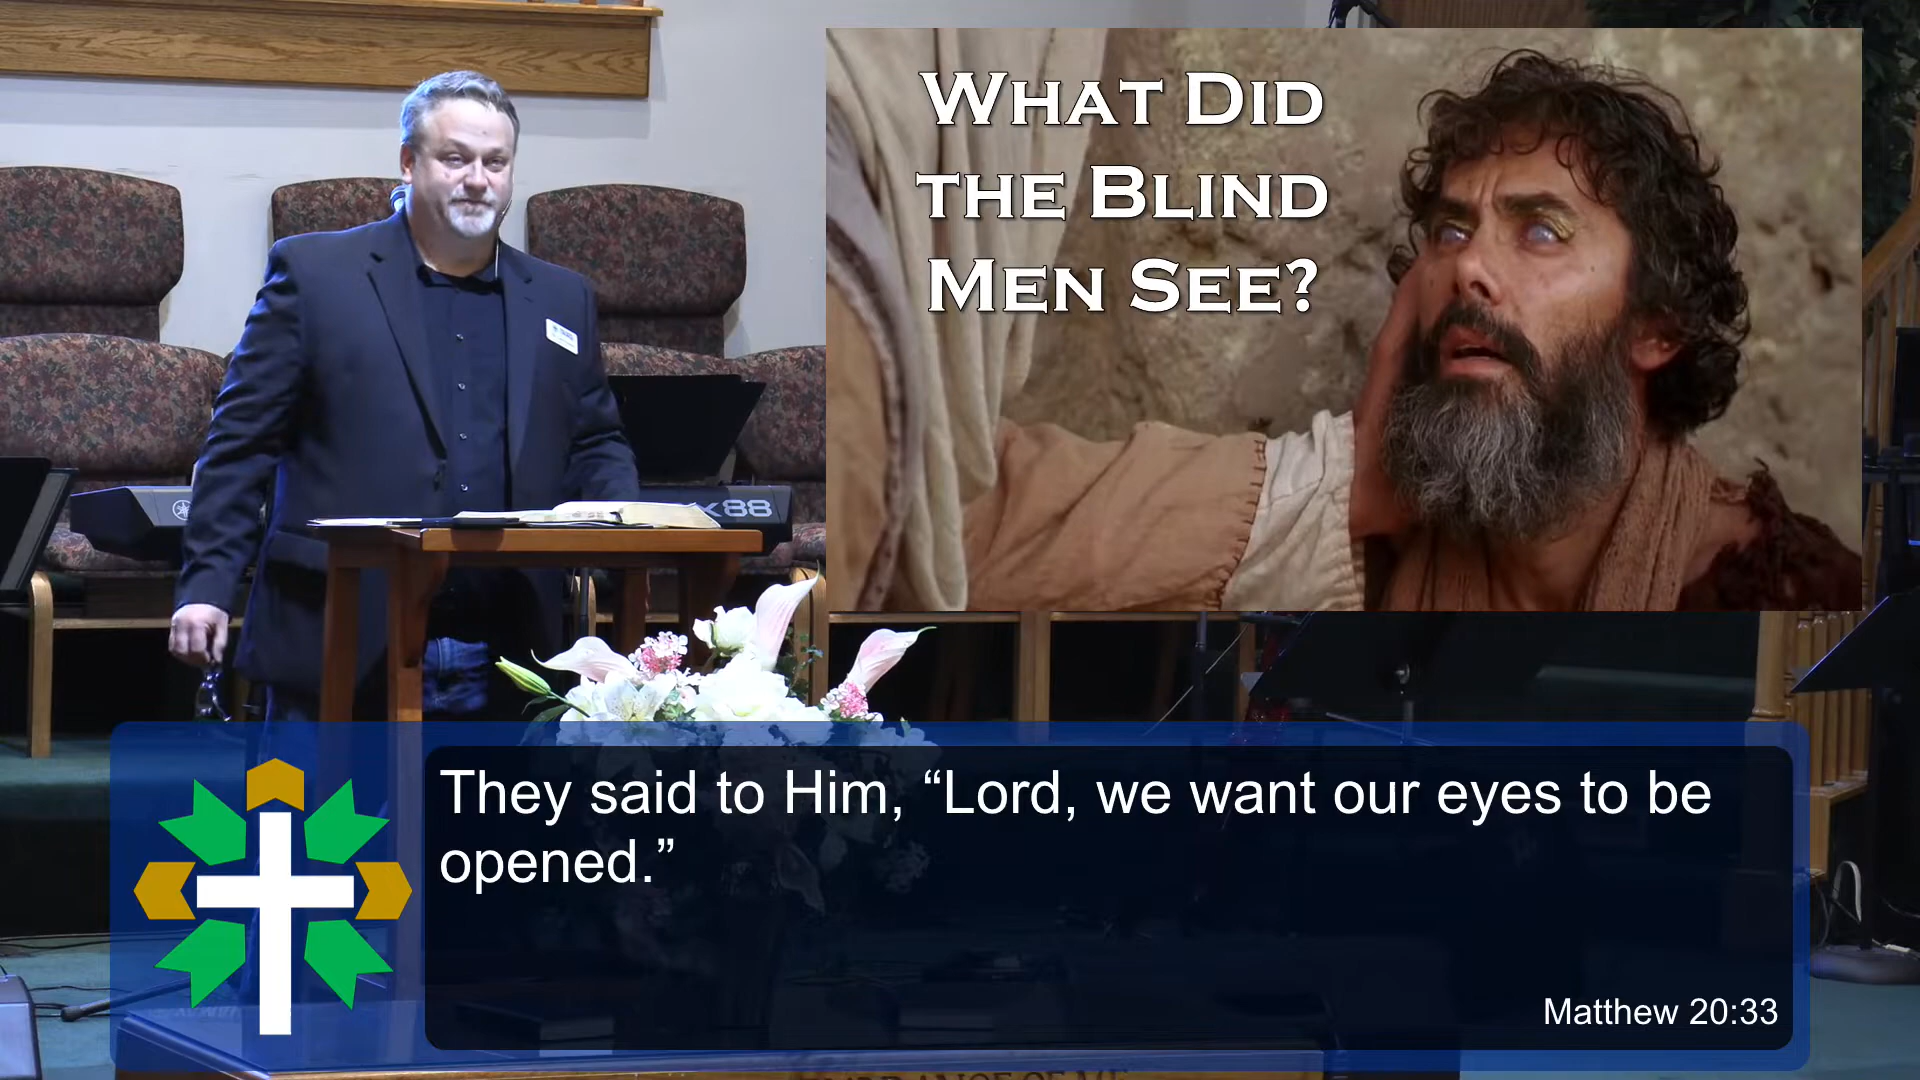 WHAT DID
THE BLIND
MEN SEE?
88
They said to Him, “Lord, we want our eyes to be
opened.”
Matthew 20:33